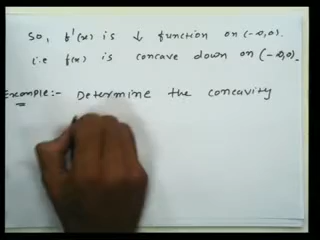 So, f'(x) is ↓ function on (-∞,0).
i.e f(x) is concave down on (-∞,0).
Example:- Determine the concavity